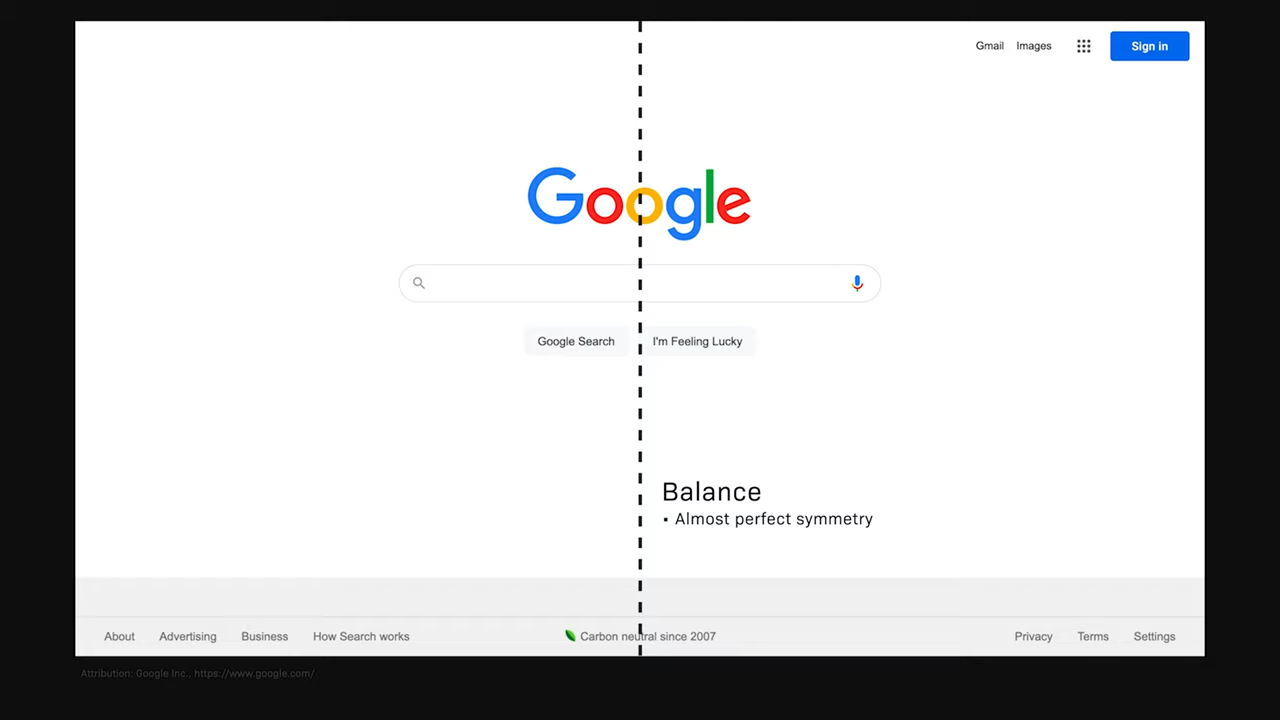 Gmail Images Sign in
Google
Google Search I'm Feeling Lucky
Balance
▪ Almost perfect symmetry
About Advertising Business How Search works Carbon neutral since 2007 Privacy Terms Settings
Attribution: Google Inc., https://www.google.com/